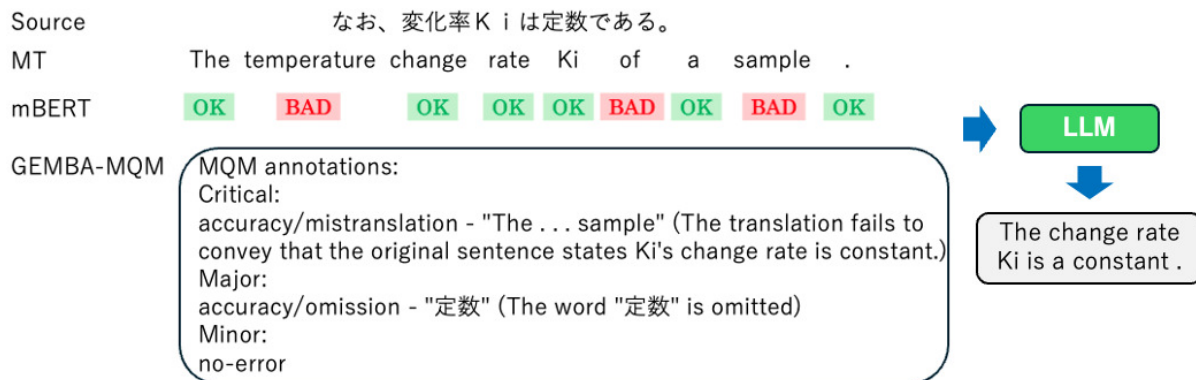 Source なお、変化率Ｋｉは定数である。
MT The temperature change rate Ki of a sample .
mBERT OK BAD OK OK OK BAD OK BAD OK
LLM
GEMBA-MQM MQM annotations:
Critical:
accuracy/mistranslation - "The . . . sample" (The translation fails to
convey that the original sentence states Ki's change rate is constant.)
Major:
accuracy/omission - "定数" (The word "定数" is omitted)
Minor:
no-error
The change rate
Ki is a constant .